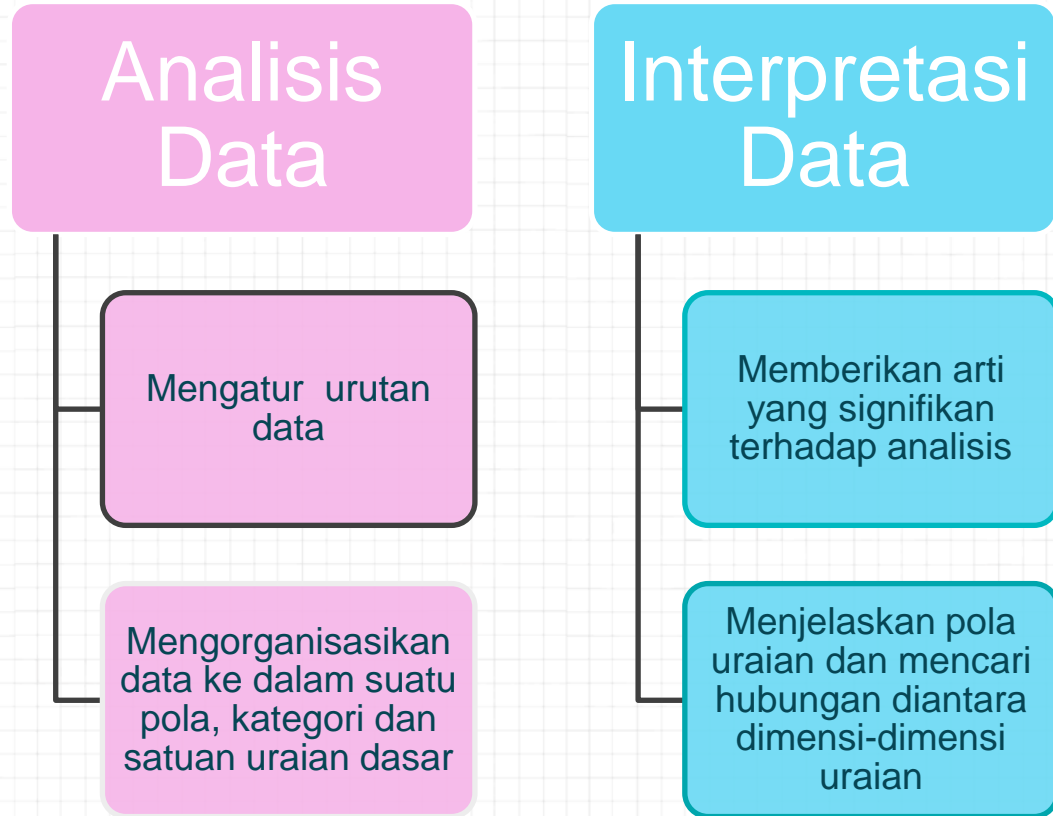 Analisis
Data
Mengatur urutan
data
Mengorganisasikan
data ke dalam suatu
pola, kategori dan
satuan uraian dasar
Interpretasi
Data
Memberikan arti
yang signifikan
terhadap analisis
Menjelaskan pola
uraian dan mencari
hubungan diantara
dimensi-dimensi
uraian